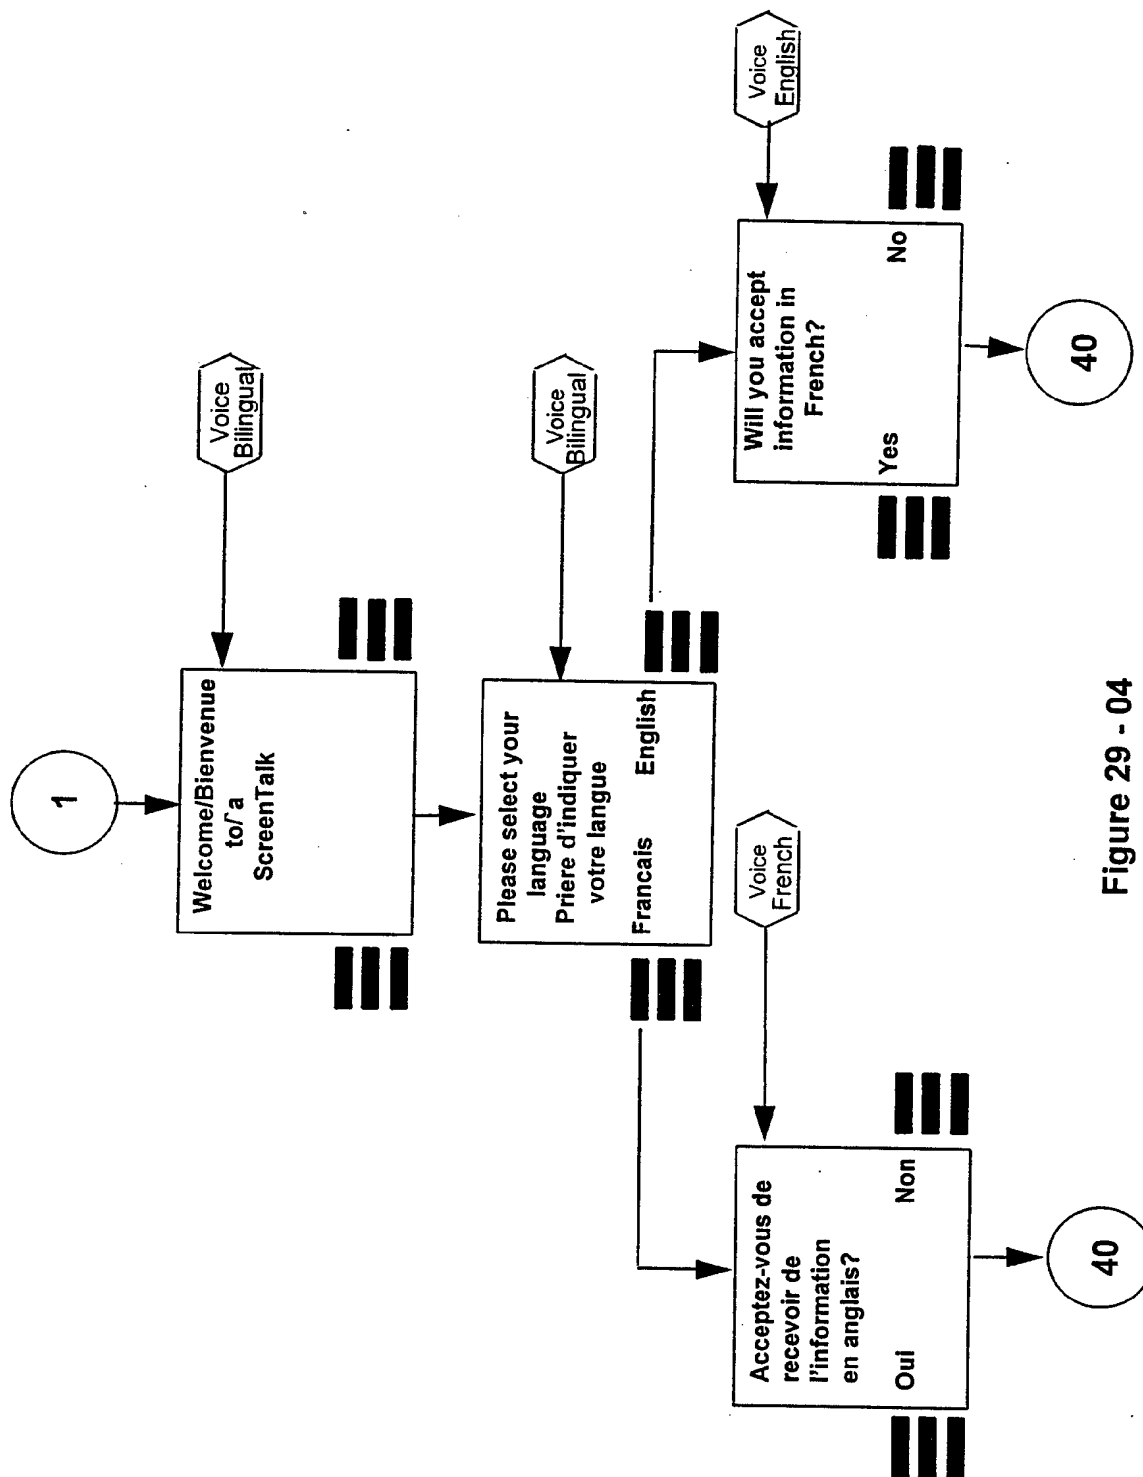 1
Welcome/Bienvenue
to/`a
ScreenTalk
Voice
Bilingual
Please select your
language
Priere d'indiquer
votre langue
Francais English
Voice
Bilingual
Acceptez-vous de
recevoir de
l'information
en anglais?
Oui Non
Voice
French
Will you accept
information in
French?
Yes No
Voice
English
40
40
Figure 29 - 04